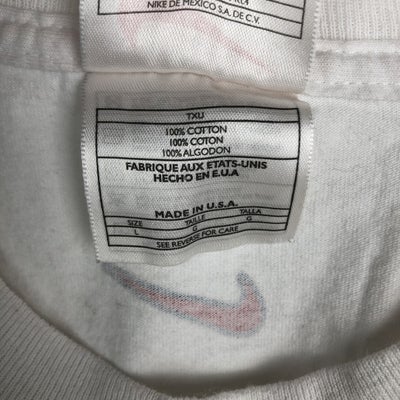 NIKE DE MEXICO S.A. DE C.V.
TXU
100% COTTON
100% COTON
100% ALGODON
FABRIQUE AUX ETATS-UNIS
HECHO EN E.U.A
MADE IN U.S.A.
SIZE TAILLE TALLA
L G G
SEE REVERSE FOR CARE